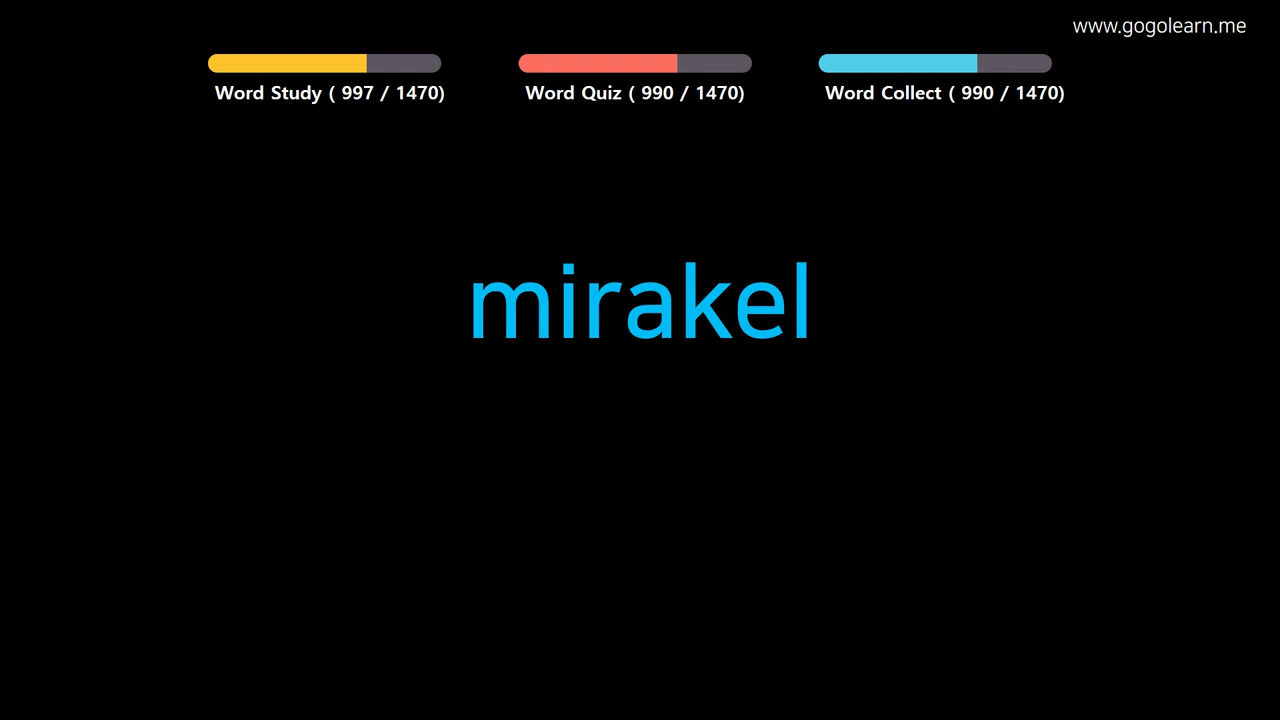 www.gogolearn.me
Word Study ( 997 / 1470)
Word Quiz ( 990 / 1470)
Word Collect ( 990 / 1470)
mirakel